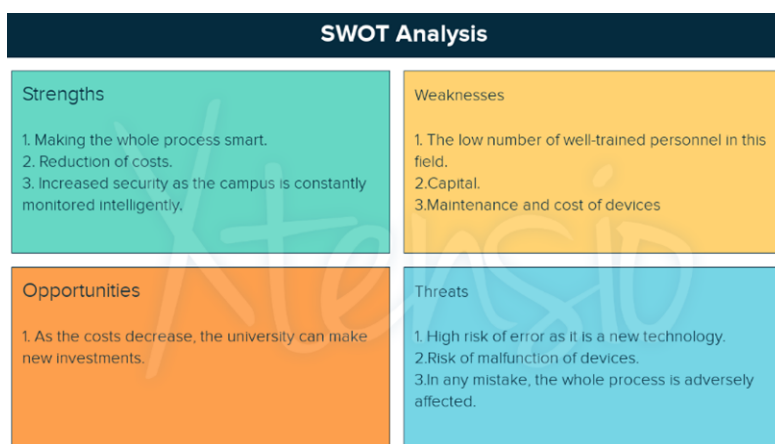 SWOT Analysis
Strengths
1. Making the whole process smart.
2. Reduction of costs.
3. Increased security as the campus is constantly
monitored intelligently.
Weaknesses
1. The low number of well-trained personnel in this
field.
2.Capital.
3.Maintenance and cost of devices
Opportunities
1. As the costs decrease, the university can make
new investments.
Threats
1. High risk of error as it is a new technology.
2.Risk of malfunction of devices.
3.In any mistake, the whole process is adversely
affected.
Xtensio